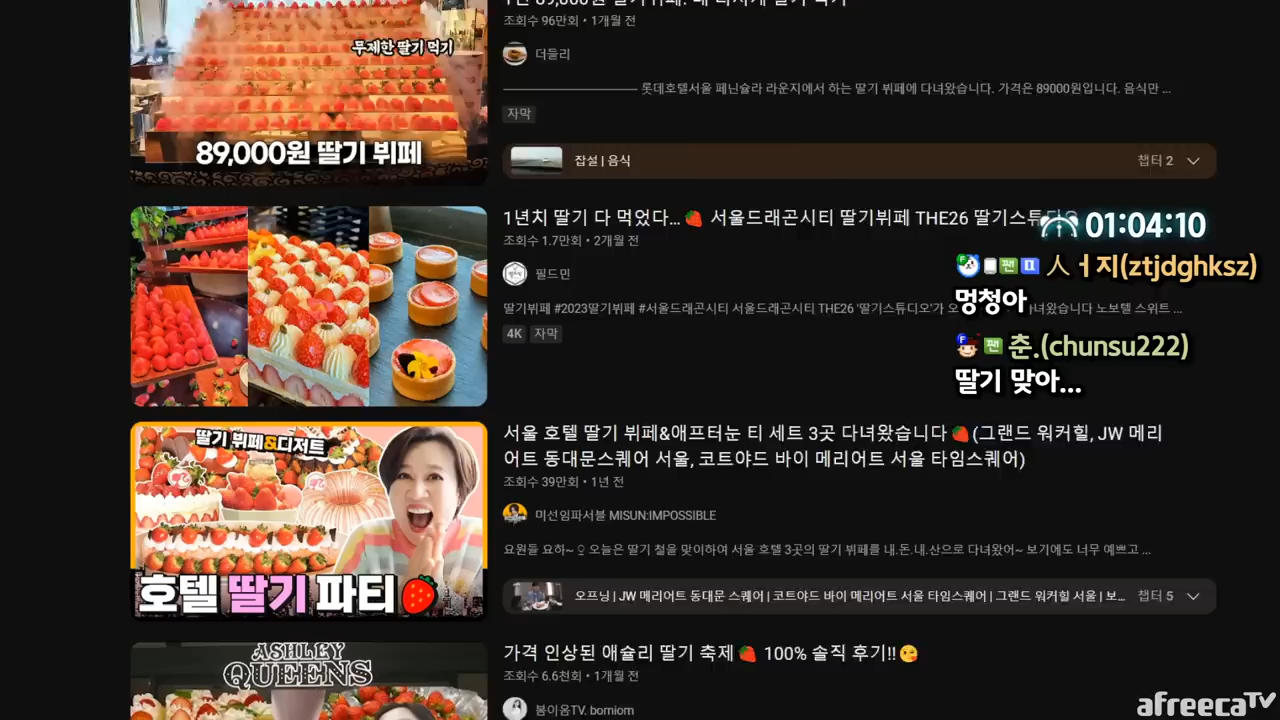 무제한 딸기 먹기
89,000원 딸기 뷔페
조회수 96만회 • 1개월 전
더들리
롯데호텔서울 페닌슐라 라운지에서 하는 딸기 뷔페에 다녀왔습니다. 가격은 89000원입니다. 음식만 ...
자막
잡설 | 음식
챕터 2
1년치 딸기 다 먹었다...🍓 서울드래곤시티 딸기뷔페 THE26 딸기스튜디
조회수 1.7만회 • 2개월 전
필드민
딸기뷔페 #2023딸기뷔페 #서울드래곤시티 서울드래곤시티 THE26 '딸기스튜디오'가 오
녀왔습니다 노보텔 스위트 ...
4K 자막
01:04:10
팬 ㅅㅓ지(ztjdghksz)
멍청아
팬 춘.(chunsu222)
딸기 맞아...
딸기 뷔페&디저트
호텔 딸기 파티🍓
서울 호텔 딸기 뷔페&애프터눈 티 세트 3곳 다녀왔습니다🍓(그랜드 워커힐, JW 메리
어트 동대문스퀘어 서울, 코트야드 바이 메리어트 서울 타임스퀘어)
조회수 39만회 • 1년 전
미선임파서블 MISUN:IMPOSSIBLE
요원들 요하~ 오늘은 딸기 철을 맞이하여 서울 호텔 3곳의 딸기 뷔페를 내.돈.내.산으로 다녀왔어~ 보기에도 너무 예쁘고 ...
오프닝 | JW 메리어트 동대문 스퀘어 | 코트야드 바이 메리어트 서울 타임스퀘어 | 그랜드 워커힐 서울 | 보...
챕터 5
ASHLEY
QUEENS
가격 인상된 애슐리 딸기 축제🍓 100% 솔직 후기!!😘
조회수 6.6천회 • 1개월 전
봄이옴TV. bomiom
afreecaTV